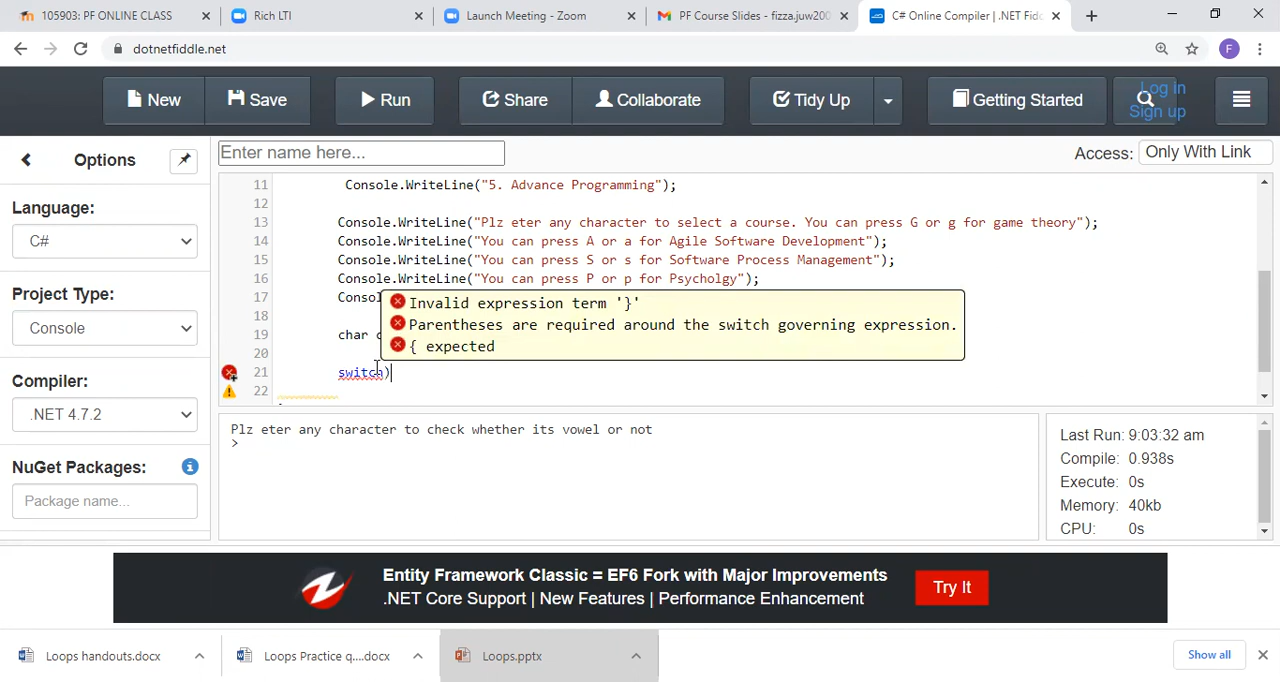 105903: PF ONLINE CLASS
Rich LTI
Launch Meeting - Zoom
PF Course Slides - fizza.juw200
C# Online Compiler | .NET Fid
dotnetfiddle.net
F
New
Save
Run
Share
Collaborate
Tidy Up
Getting Started
Log in
Sign up
Options
Enter name here...
Access:
Only With Link
Language:
C#
Project Type:
Console
Compiler:
.NET 4.7.2
NuGet Packages:
Package name...
11 Console.WriteLine("5. Advance Programming");
12
13 Console.WriteLine("Plz eter any character to select a course. You can press G or g for game theory");
14 Console.WriteLine("You can press A or a for Agile Software Development");
15 Console.WriteLine("You can press S or s for Software Process Management");
16 Console.WriteLine("You can press P or p for Psycholgy");
17 Consol
18
19 char c
20
21 switch)
22
Invalid expression term '}'
Parentheses are required around the switch governing expression.
{ expected
Plz eter any character to check whether its vowel or not
>
Last Run: 9:03:32 am
Compile: 0.938s
Execute: 0s
Memory: 40kb
CPU: 0s
Entity Framework Classic = EF6 Fork with Major Improvements
.NET Core Support | New Features | Performance Enhancement
Try It
Loops handouts.docx
Loops Practice q....docx
Loops.pptx
Show all